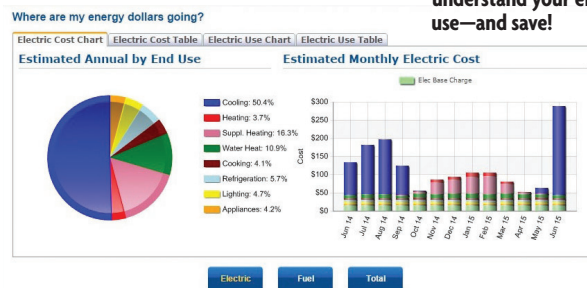 understand your e
use—and save!
Where are my energy dollars going?
Electric Cost Chart Electric Cost Table Electric Use Chart Electric Use Table
Estimated Annual by End Use
Cooling: 50.4%
Heating: 3.7%
Suppl. Heating: 16.3%
Water Heat: 10.9%
Cooking: 4.1%
Refrigeration: 5.7%
Lighting: 4.7%
Appliances: 4.2%
Estimated Monthly Electric Cost
Elec Base Charge
Cost
$300
$250
$200
$150
$100
$50
$0
Jun 14
Jul 14
Aug 14
Sep 14
Oct 14
Nov 14
Dec 14
Jan 15
Feb 15
Mar 15
Apr 15
May 15
Jun 15
Electric Fuel Total